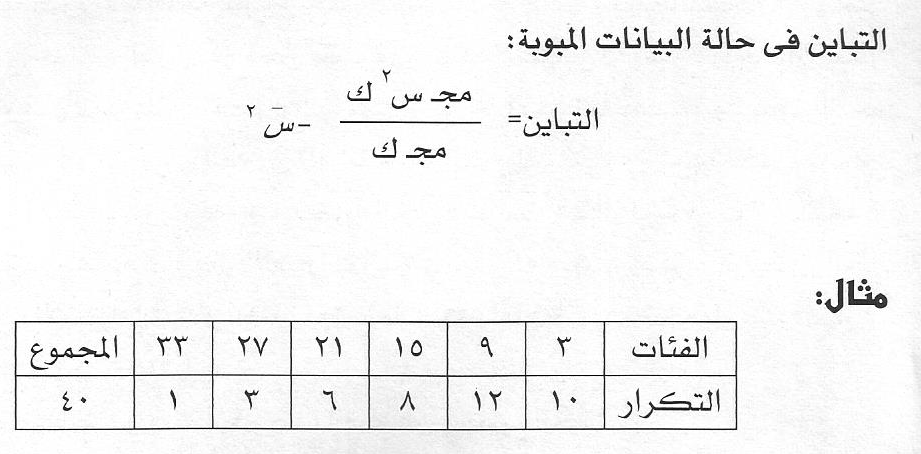 التباين فى حالة البيانات المبوبة:
التباين= مجـ س٢ ك / مجـ ك - س̄ ٢
مثال:
الفئات ٣ ٩ ١٥ ٢١ ٢٧ ٣٣ المجموع
التكرار ١٠ ١٢ ٨ ٦ ٣ ١ ٤٠